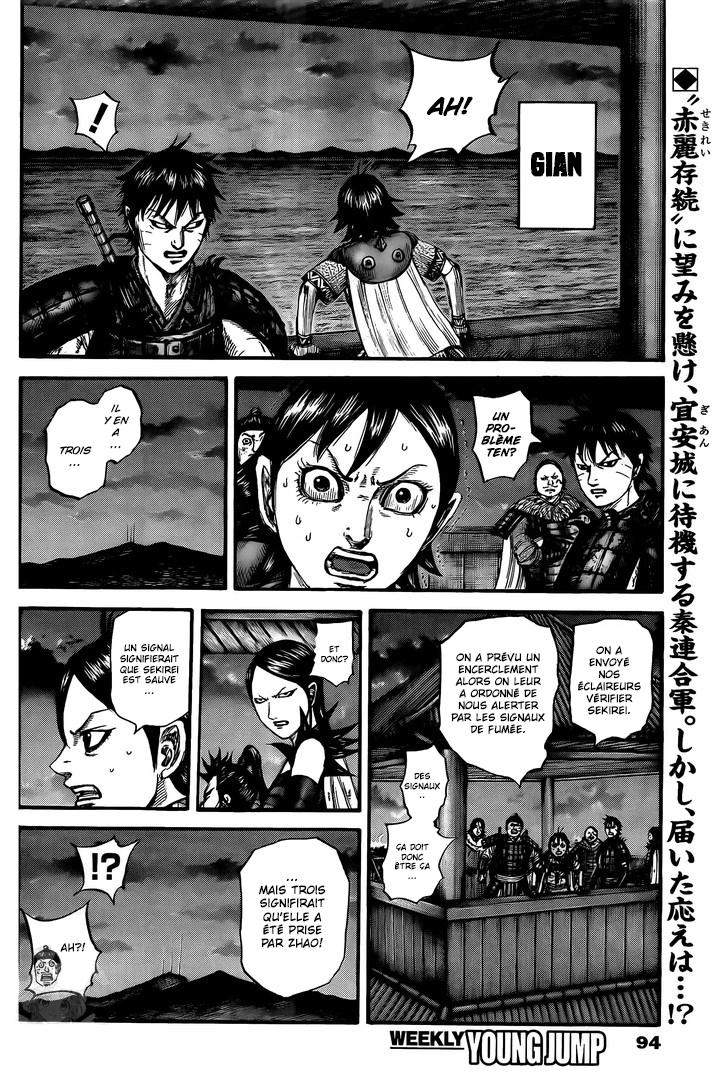 ◆”赤麗存続”に望みを懸け、宜安城に待機する秦連合軍。しかし、届いた応えは…!?
せきれい
ぎあん
GIAN
AH!
!
UN
PRO-
BLÈME
TEN?
IL
Y EN
A ...
TROIS
...
ON A
ENVOYÉ
NOS
ÉCLAIREURS
VÉRIFIER
SEKIREI.
ON A PRÉVU UN
ENCERCLEMENT
ALORS ON LEUR
A ORDONNÉ DE
NOUS ALERTER
PAR LES SIGNAUX
DE FUMÉE.
DES
SIGNAUX
..
ÇA DOIT
DONC
ÊTRE ÇA
...
ET
DONC?
UN SIGNAL
SIGNIFIERAIT
QUE SEKIREI
EST SAUVE
...
...
MAIS TROIS
SIGNIFIRAIT
QU'ELLE A
ÉTÉ PRISE
PAR ZHAO!
!?
AH?!
WEEKLY YOUNG JUMP
94